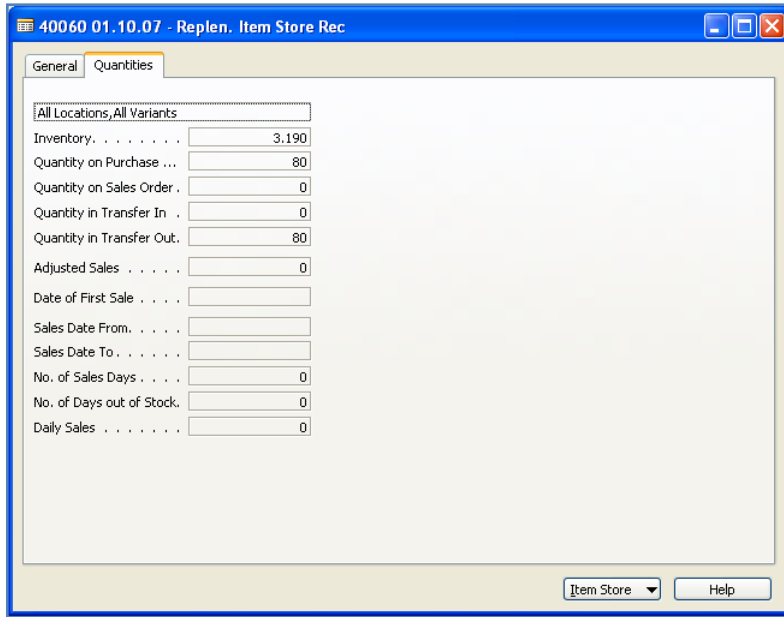 40060 01.10.07 - Replen. Item Store Rec
General Quantities
All Locations,All Variants
Inventory. . . . . . . . 3.190
Quantity on Purchase ... 80
Quantity on Sales Order . 0
Quantity in Transfer In . 0
Quantity in Transfer Out. 80
Adjusted Sales . . . . . 0
Date of First Sale . . . .
Sales Date From. . . . .
Sales Date To . . . . . .
No. of Sales Days . . . . 0
No. of Days out of Stock. 0
Daily Sales . . . . . . . 0
Item Store Help